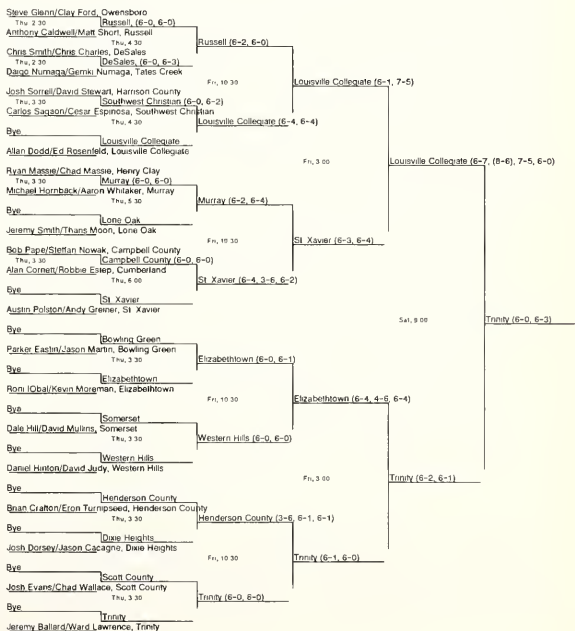 Steve Glenn/Clay Ford, Owensboro
Thu, 2 30
Russell, (6-0, 6-0)
Anthony Caldwell/Matt Short, Russell
Thu, 4 30
Russell (6-2, 6-0)
Chris Smith/Chris Charles, DeSales
Thu, 2 30
DeSales, (6-0, 6-3)
Daigo Numaga/Gemki Numaga, Tates Creek
Fri, 10 30
Louisville Collegiate (6-1, 7-5)
Josh Sorrell/David Stewart, Harrison County
Thu, 3 30
Southwest Christian (6-0, 6-2)
Carlos Sagaon/Cesar Espinosa, Southwest Christian
Thu, 4 30
Louisville Collegiate (6-4, 6-4)
Bye
Louisville Collegiate
Allan Dodd/Ed Rosenfeld, Louisville Collegiate
Fri, 3 00
Louisville Collegiate (6-7, (8-6), 7-5, 6-0)
Ryan Massie/Chad Massie, Henry Clay
Thu, 3 30
Murray (6-0, 6-0)
Michael Hornback/Aaron Whitaker, Murray
Thu, 5 30
Murray (6-2, 6-4)
Bye
Lone Oak
Jeremy Smith/Thans Moon, Lone Oak
Fri, 10 30
St Xavier (6-3, 6-4)
Bob Pape/Steffan Nowak, Campbell County
Thu, 3 30
Campbell County (6-0, 6-0)
Alan Cornett/Robbie Estep, Cumberland
Thu, 6 00
St Xavier (6-4, 3-6, 6-2)
Bye
St Xavier
Austin Polston/Andy Greiner, St Xavier
Sat, 9 00
Trinity (6-0, 6-3)
Bye
Bowling Green
Parker Eastin/Jason Martin, Bowling Green
Thu, 3 30
Elizabethtown (6-0, 6-1)
Bye
Elizabethtown
Roni IQbal/Kevin Moreman, Elizabethtown
Fri, 10 30
Elizabethtown (6-4, 4-6, 6-4)
Bye
Somerset
Dale Hill/David Mullins, Somerset
Thu, 3 30
Western Hills (6-0, 6-0)
Bye
Western Hills
Daniel Hinton/David Judy, Western Hills
Fri, 3 00
Trinity (6-2, 6-1)
Bye
Henderson County
Brian Crafton/Eron Turnipseed, Henderson County
Thu, 3 30
Henderson County (3-6, 6-1, 6-1)
Bye
Dixie Heights
Josh Dorsey/Jason Cacagne, Dixie Heights
Fri, 10 30
Trinity (6-1, 6-0)
Bye
Scott County
Josh Evans/Chad Wallace, Scott County
Thu, 3 30
Trinity (6-0, 6-0)
Bye
Trinity
Jeremy Ballard/Ward Lawrence, Trinity